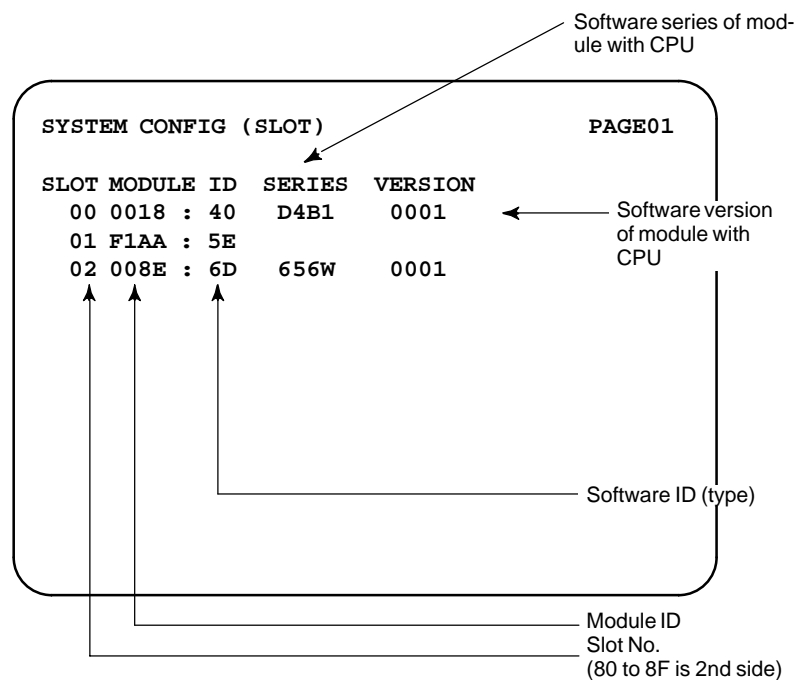 Software series of mod-
ule with CPU
SYSTEM CONFIG (SLOT) PAGE01
SLOT MODULE ID SERIES VERSION
00 0018 : 40 D4B1 0001
01 F1AA : 5E
02 008E : 6D 656W 0001
Software version
of module with
CPU
Software ID (type)
Module ID
Slot No.
(80 to 8F is 2nd side)